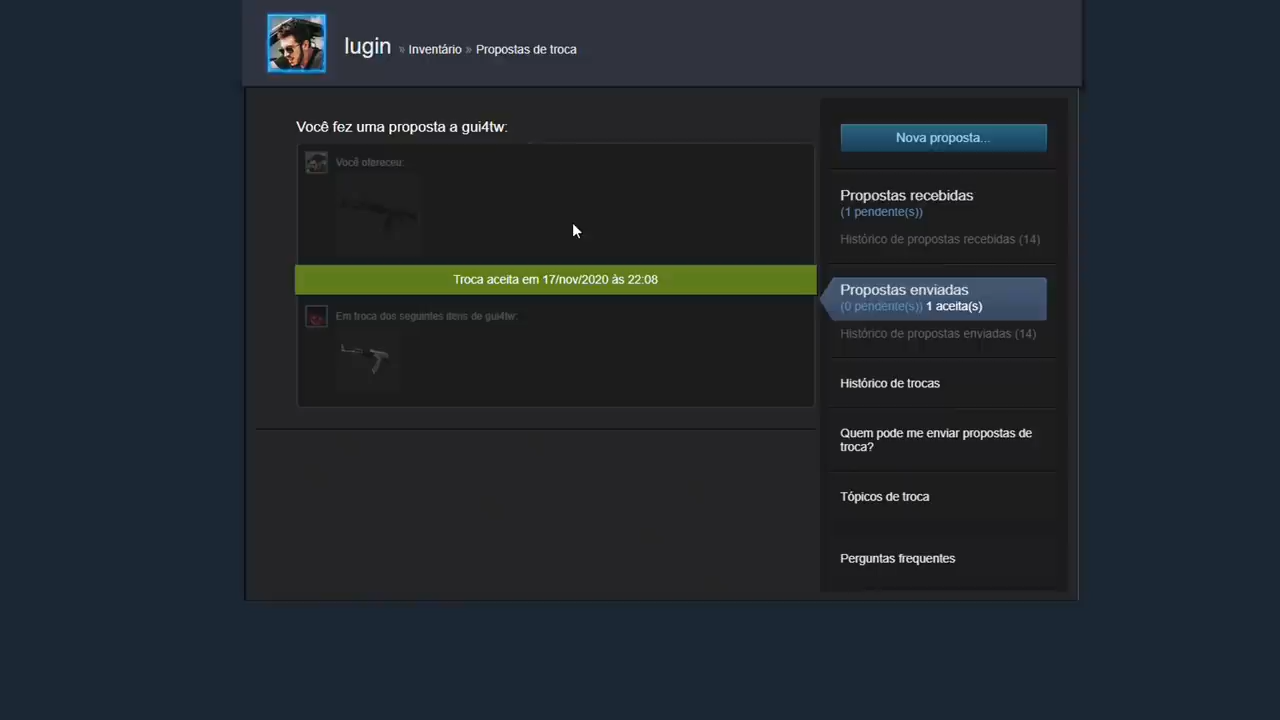 lugin » Inventário » Propostas de troca
Você fez uma proposta a gui4tw:
Você ofereceu:
Troca aceita em 17/nov/2020 às 22:08
Em troca dos seguintes itens de gui4tw:
Nova proposta...
Propostas recebidas
(1 pendente(s))
Histórico de propostas recebidas (14)
Propostas enviadas
(0 pendente(s)) 1 aceita(s)
Histórico de propostas enviadas (14)
Histórico de trocas
Quem pode me enviar propostas de
troca?
Tópicos de troca
Perguntas frequentes